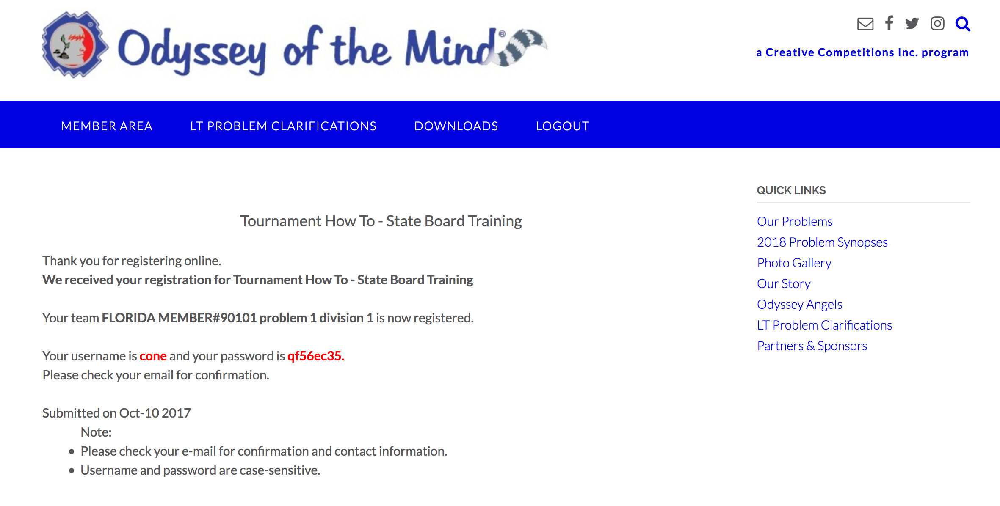 Odyssey of the Mind®
a Creative Competitions Inc. program
MEMBER AREA LT PROBLEM CLARIFICATIONS DOWNLOADS LOGOUT
Tournament How To - State Board Training
Thank you for registering online.
We received your registration for Tournament How To - State Board Training
Your team FLORIDA MEMBER#90101 problem 1 division 1 is now registered.
Your username is cone and your password is qf56ec35.
Please check your email for confirmation.
Submitted on Oct-10 2017
Note:
• Please check your e-mail for confirmation and contact information.
• Username and password are case-sensitive.
QUICK LINKS
Our Problems
2018 Problem Synopses
Photo Gallery
Our Story
Odyssey Angels
LT Problem Clarifications
Partners & Sponsors